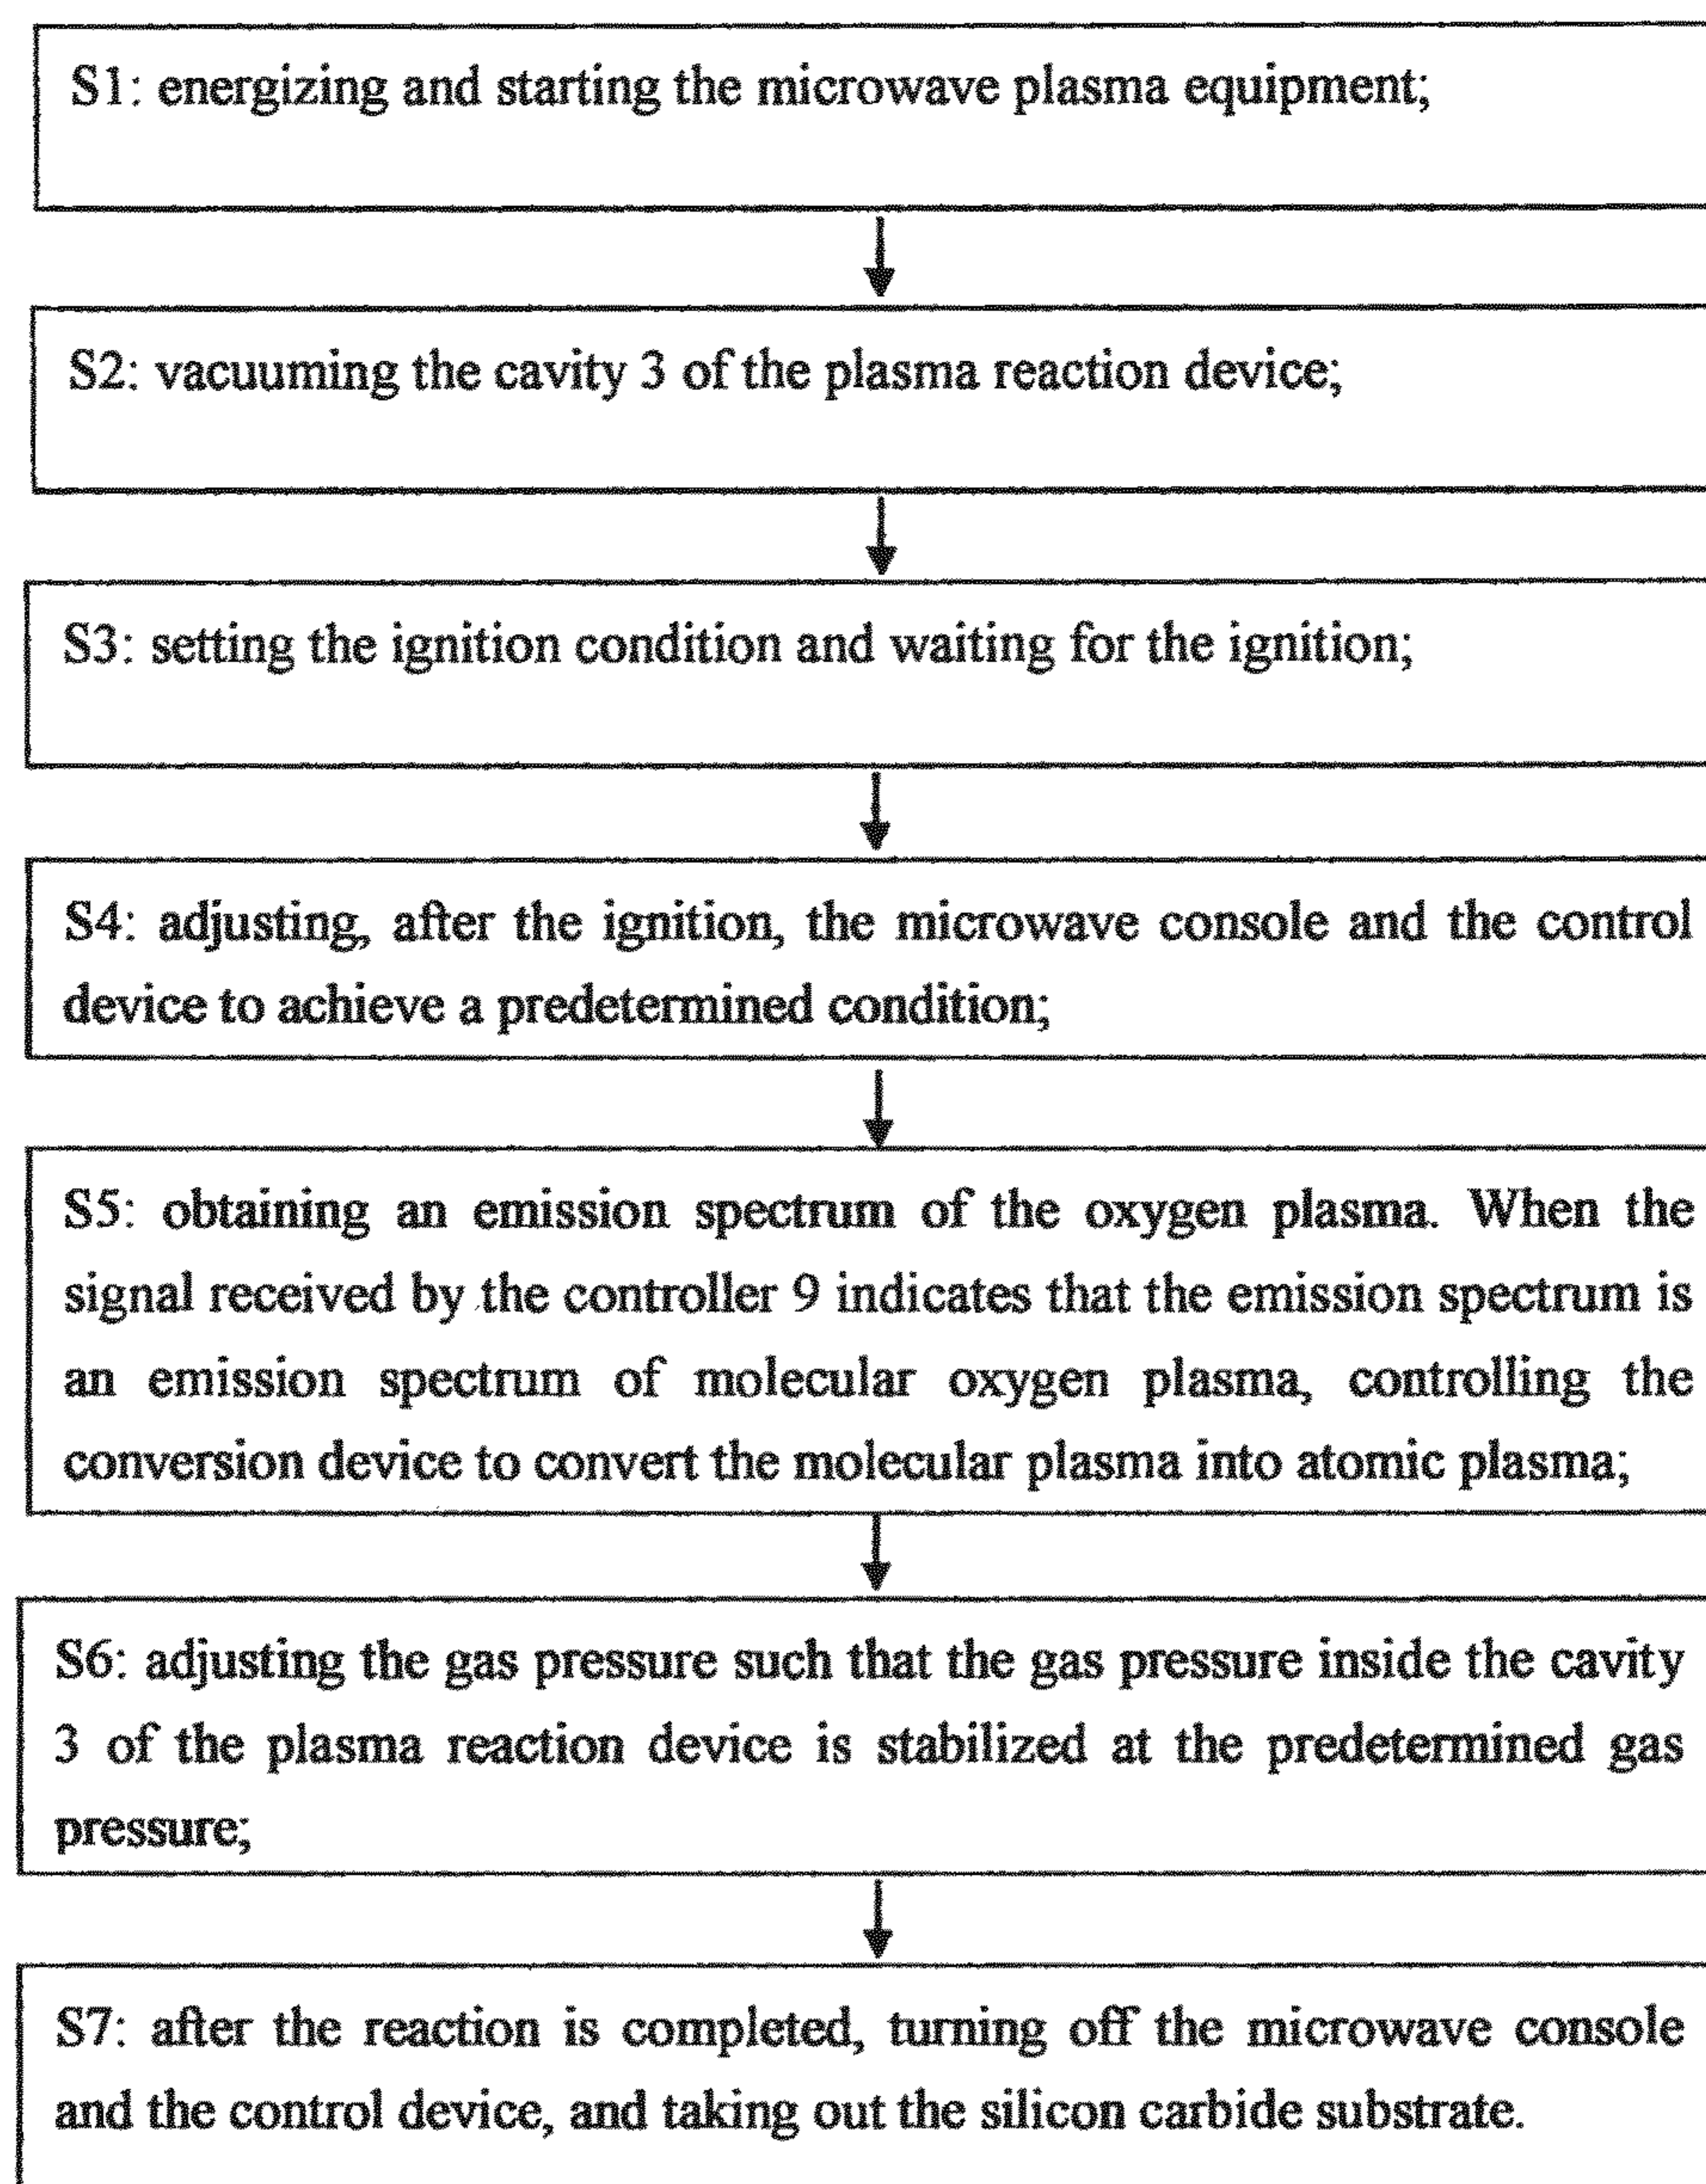 S1: energizing and starting the microwave plasma equipment;
S2: vacuuming the cavity 3 of the plasma reaction device;
S3: setting the ignition condition and waiting for the ignition;
S4: adjusting, after the ignition, the microwave console and the control
device to achieve a predetermined condition;
S5: obtaining an emission spectrum of the oxygen plasma. When the
signal received by the controller 9 indicates that the emission spectrum is
an emission spectrum of molecular oxygen plasma, controlling the
conversion device to convert the molecular plasma into atomic plasma;
S6: adjusting the gas pressure such that the gas pressure inside the cavity
3 of the plasma reaction device is stabilized at the predetermined gas
pressure;
S7: after the reaction is completed, turning off the microwave console
and the control device, and taking out the silicon carbide substrate.